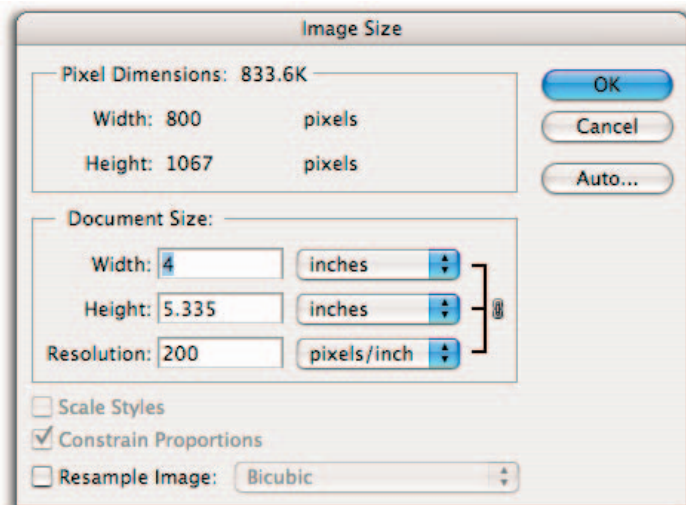 Image Size
Pixel Dimensions: 833.6K
Width: 800 pixels
Height: 1067 pixels
OK
Cancel
Auto...
Document Size:
Width: 4 inches
Height: 5.335 inches
Resolution: 200 pixels/inch
Scale Styles
Constrain Proportions
Resample Image: Bicubic